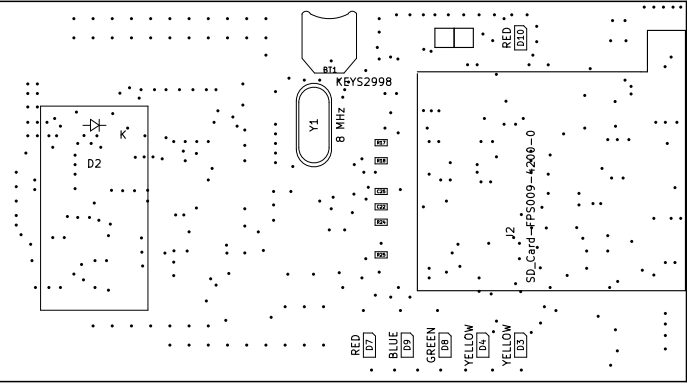 RED
D10
BT1
KEYS2998
Y1
8 MHz
K
D2
R17
R18
C26
C22
R24
R25
J2
SD_Card-FPS009-4200-0
RED
D7
BLUE
D9
GREEN
D8
YELLOW
D4
YELLOW
D3